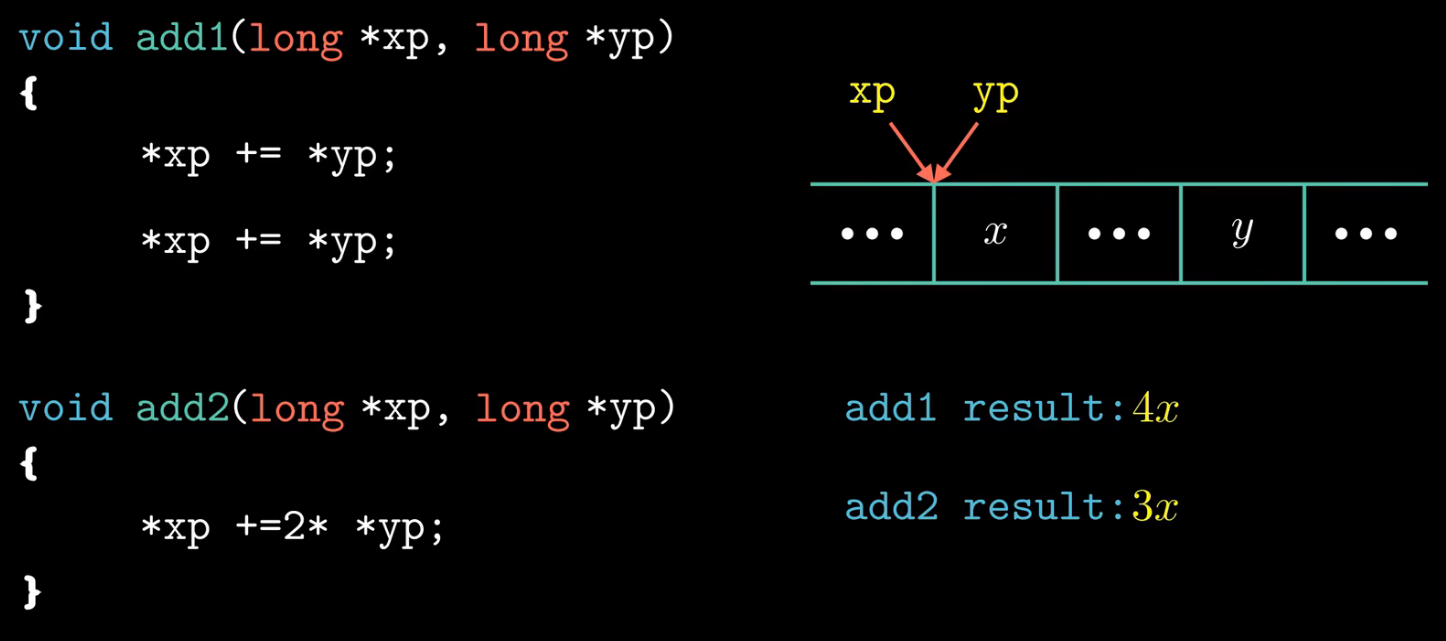 void add1(long *xp, long *yp)
{
*xp += *yp;
*xp += *yp;
}
void add2(long *xp, long *yp)
{
*xp +=2* *yp;
}
xp yp
••• x ••• y •••
add1 result:4x
add2 result:3x